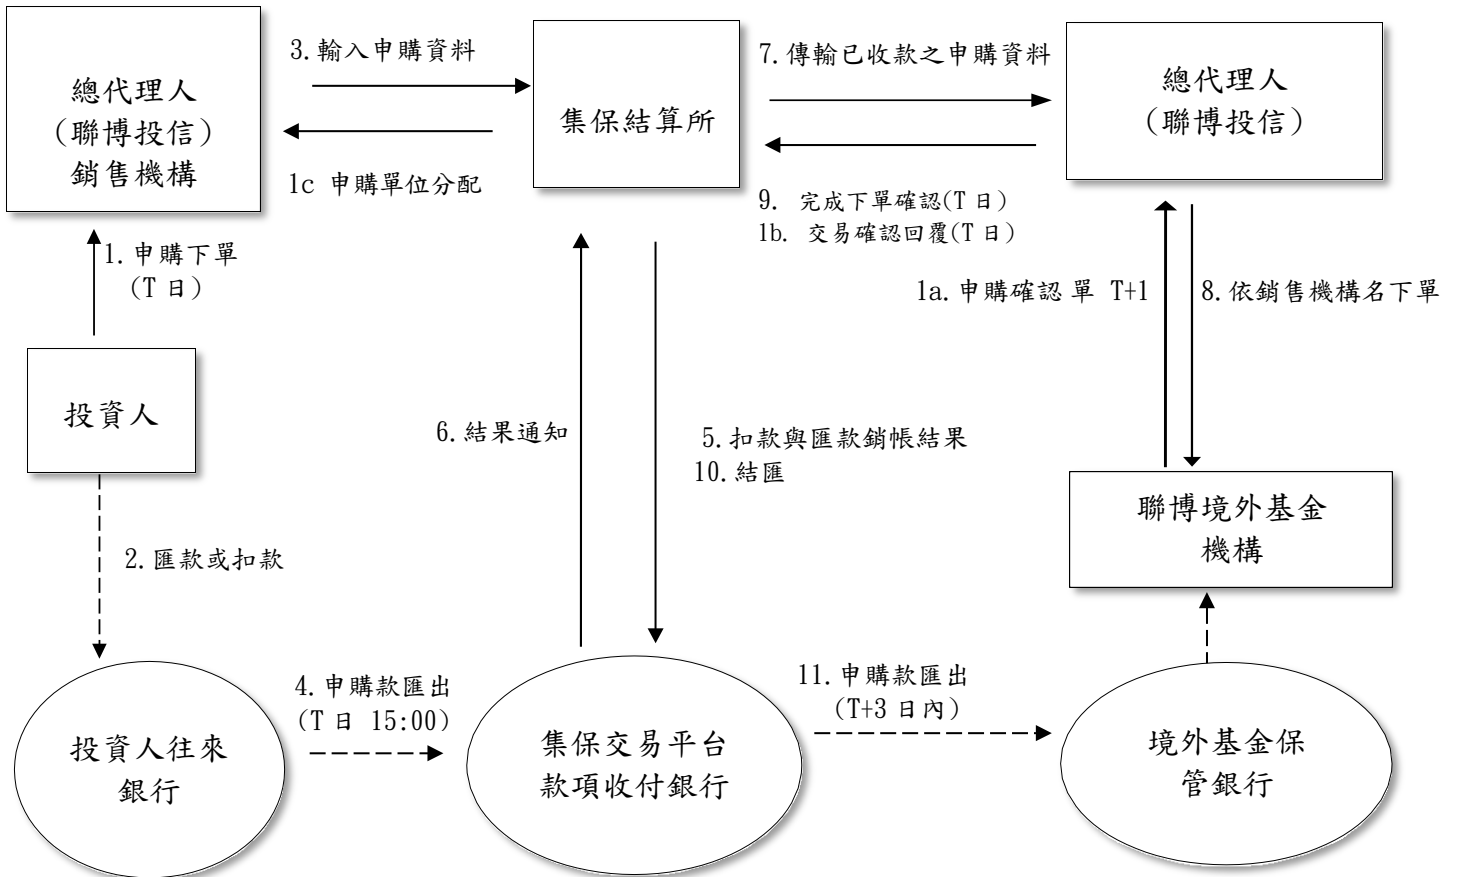 總代理人
(聯博投信)
銷售機構
3.輸入申購資料
1c 申購單位分配
集保結算所
7.傳輸已收款之申購資料
9. 完成下單確認(T日)
1b. 交易確認回覆(T日)
總代理人
(聯博投信)
1.申購下單
(T日)
1a.申購確認單 T+1
8.依銷售機構名下單
投資人
6.結果通知
5.扣款與匯款銷帳結果
10.結匯
聯博境外基金
機構
2.匯款或扣款
投資人往來
銀行
4.申購款匯出
(T日 15:00)
集保交易平台
款項收付銀行
11.申購款匯出
(T+3日內)
境外基金保
管銀行